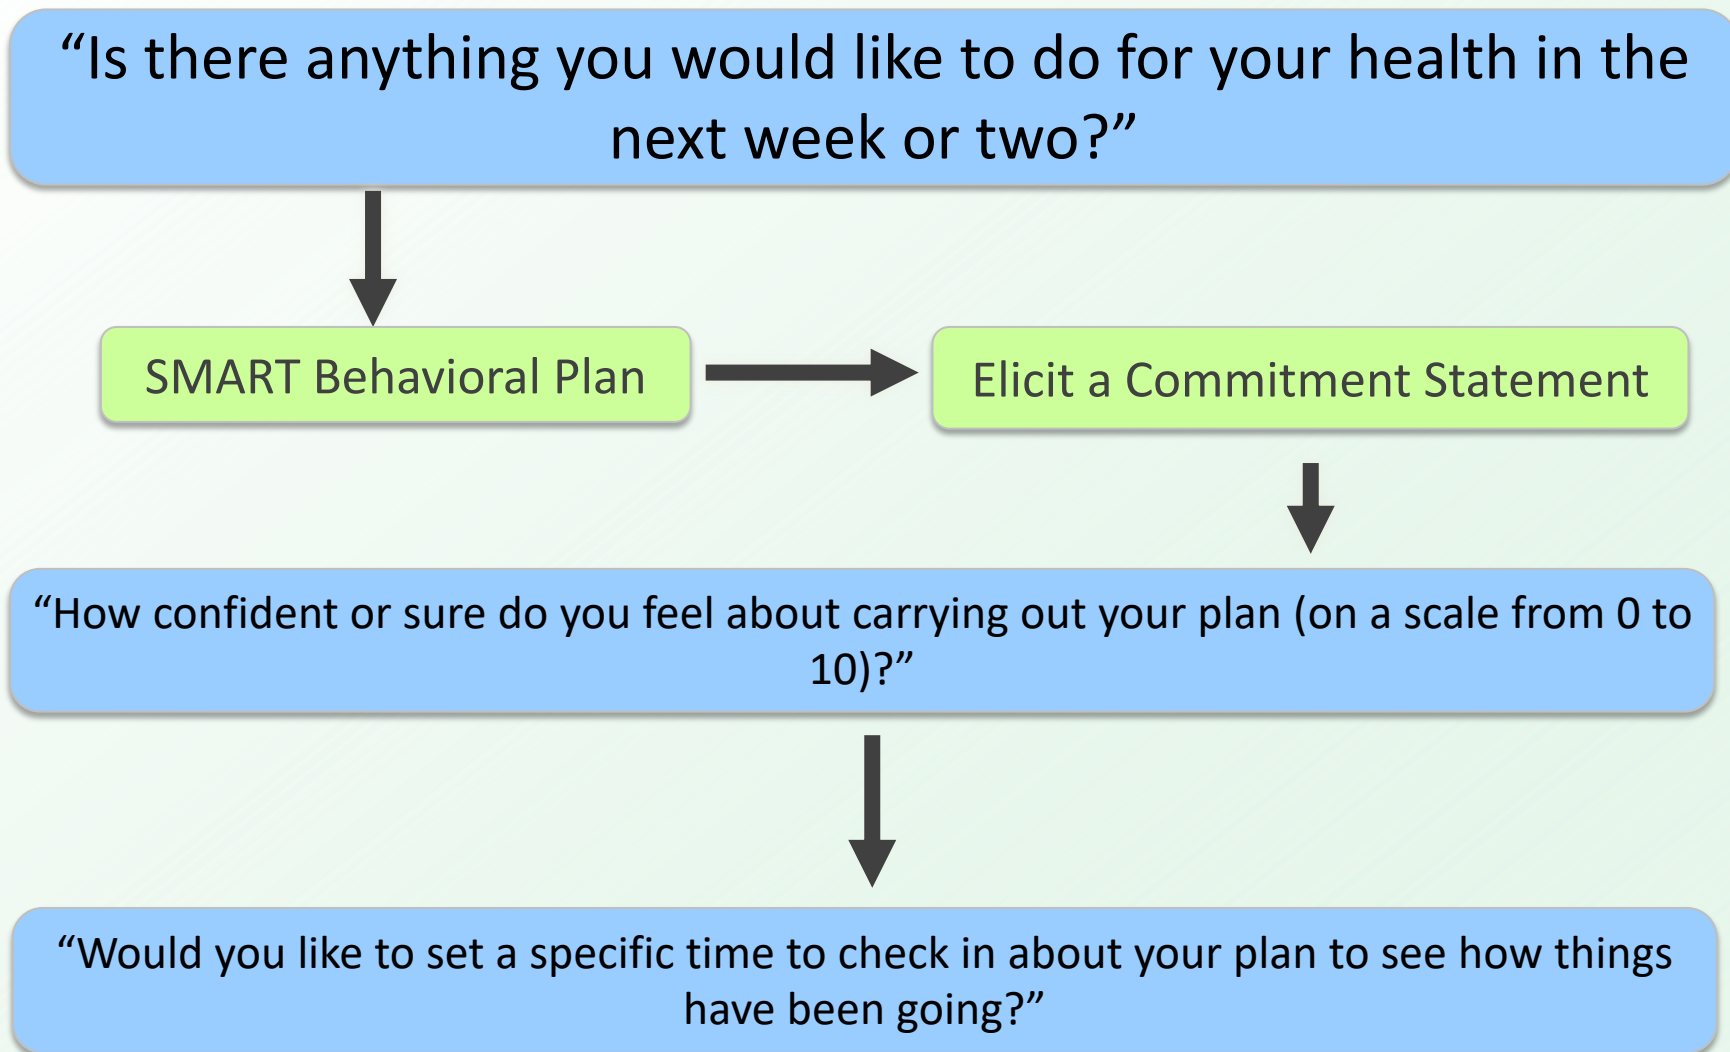 “Is there anything you would like to do for your health in the
next week or two?”
SMART Behavioral Plan
Elicit a Commitment Statement
“How confident or sure do you feel about carrying out your plan (on a scale from 0 to
10)?”
“Would you like to set a specific time to check in about your plan to see how things
have been going?”